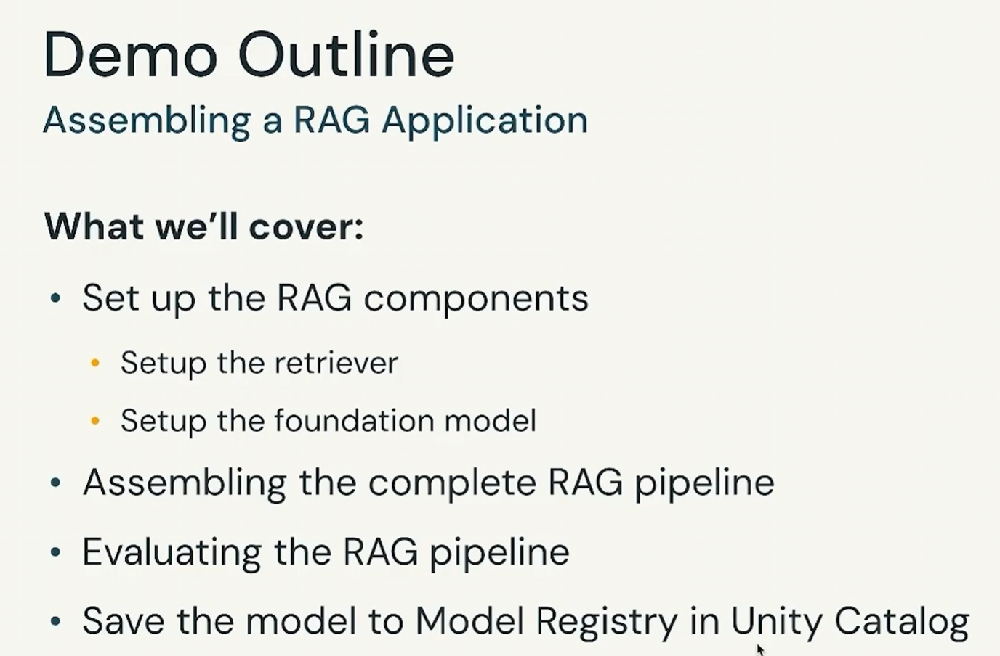 Demo Outline
Assembling a RAG Application
What we’ll cover:
• Set up the RAG components
• Setup the retriever
• Setup the foundation model
• Assembling the complete RAG pipeline
• Evaluating the RAG pipeline
• Save the model to Model Registry in Unity Catalog